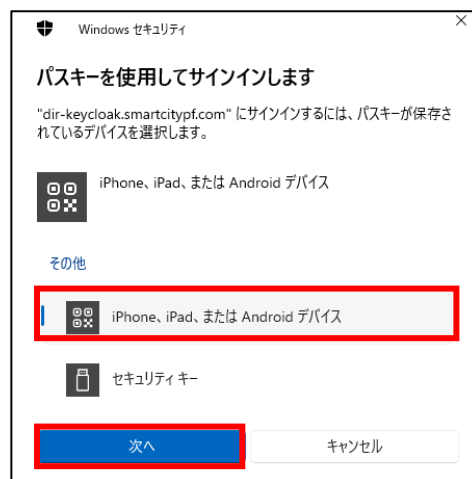 Windows セキュリティ
パスキーを使用してサインインします
"dir-keycloak.smartcitypf.com" にサインインするには、パスキーが保存さ
れているデバイスを選択します。
iPhone、iPad、または Android デバイス
その他
iPhone、iPad、または Android デバイス
セキュリティ キー
次へ
キャンセル